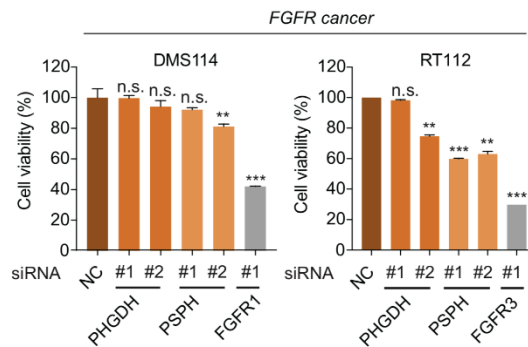 FGFR cancer
DMS114
Cell viability (%)
120
100
80
60
40
20
0
n.s.
n.s.
n.s.
**
***
siRNA
NC
#1
#2
#1
#2
#1
PHGDH
PSPH
FGFR1
RT112
Cell viability (%)
120
100
80
60
40
20
0
n.s.
**
***
**
***
siRNA
NC
#1
#2
#1
#2
#1
PHGDH
PSPH
FGFR3